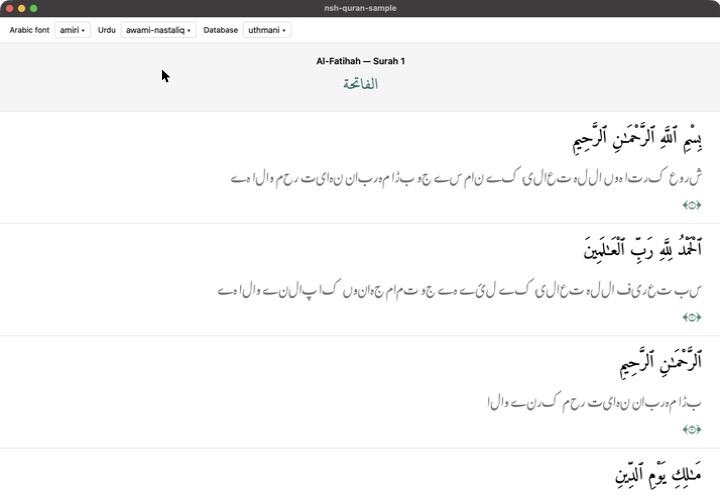 nsh-quran-sample
Arabic font amiri Urdu awami-nastaliq Database uthmani
Al-Fatihah — Surah 1
الفاتحة
بِسْمِ ٱللَّهِ ٱلرَّحْمَـٰنِ ٱلرَّحِيمِ
شروع کرتا ہوں اللہ تعالیٰ کے نام سے جو بڑا مہربان نہایت رحم والا ہے
ٱلْحَمْدُ لِلَّهِ رَبِّ ٱلْعَـٰلَمِينَ
سب تعریف اللہ تعالیٰ کے لئے ہے جو تمام جہانوں کا پالنے والا ہے
ٱلرَّحْمَـٰنِ ٱلرَّحِيمِ
بڑا مہربان نہایت رحم کرنے والا
مَـٰلِكِ يَوْمِ ٱلدِّينِ